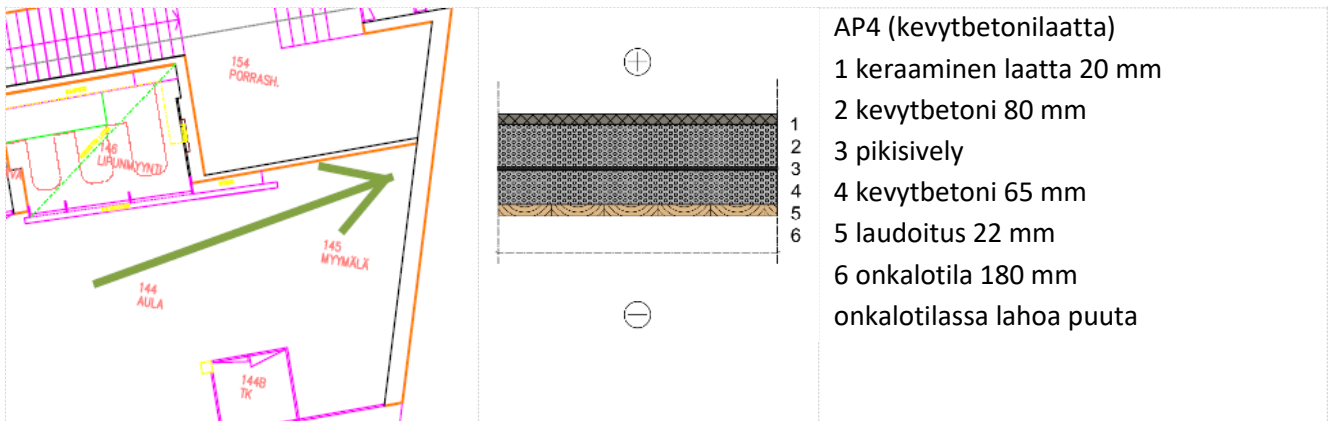 154
PORRASH.
146
LIPUNMYYNTI
145
MYYMÄLÄ
144
AULA
144B
TK
1
2
3
4
5
6
AP4 (kevytbetonilaatta)
1 keraaminen laatta 20 mm
2 kevytbetoni 80 mm
3 pikisively
4 kevytbetoni 65 mm
5 laudoitus 22 mm
6 onkalotila 180 mm
onkalotilassa lahoa puuta